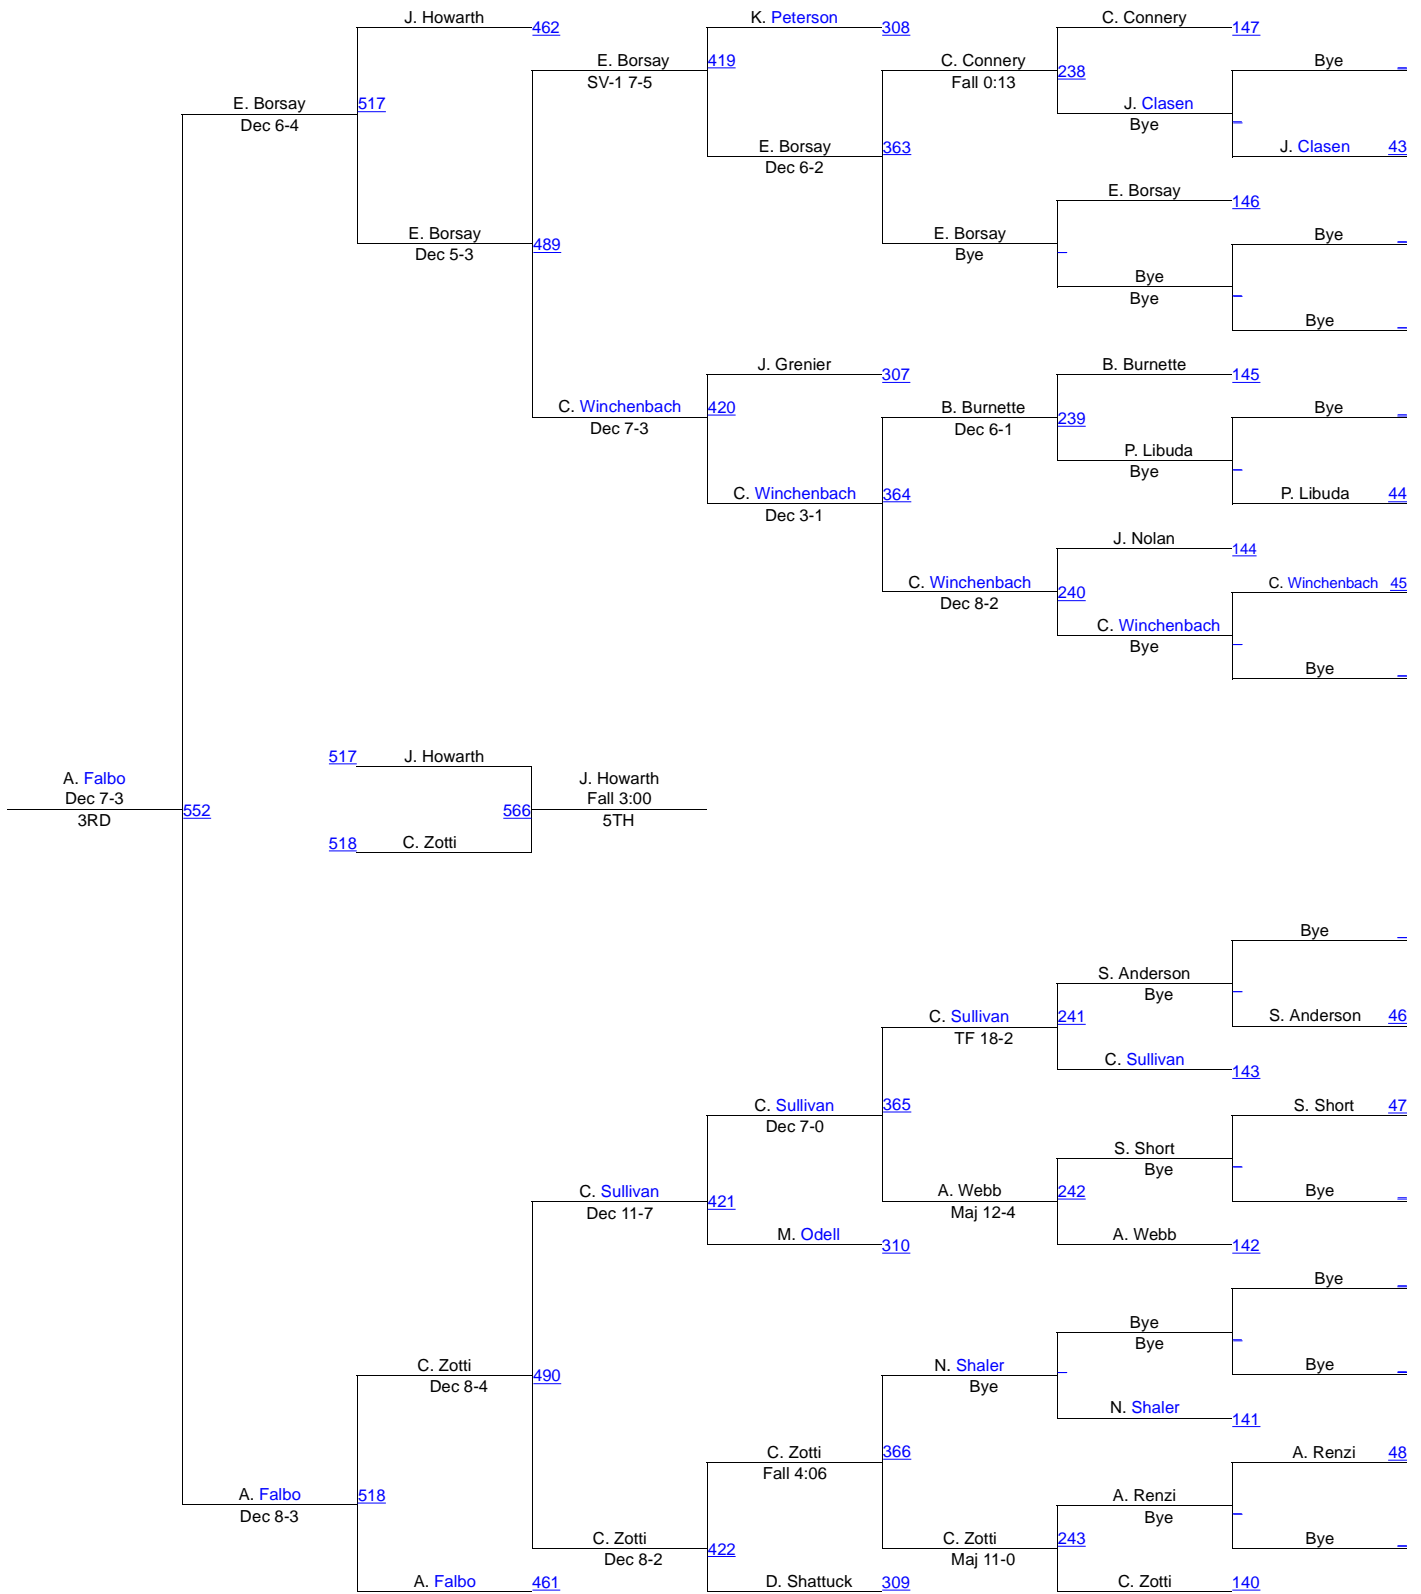 J. Howarth 462
K. Peterson 308
C. Connery 147
E. Borsay 419
SV-1 7-5
C. Connery 238
Fall 0:13
Bye _
E. Borsay 517
Dec 6-4
J. Clasen _
Bye
E. Borsay 363
Dec 6-2
J. Clasen 43
E. Borsay 146
E. Borsay 489
Dec 5-3
E. Borsay _
Bye
Bye _
Bye _
Bye
Bye _
J. Grenier 307
B. Burnette 145
C. Winchenbach 420
Dec 7-3
B. Burnette 239
Dec 6-1
Bye _
P. Libuda _
Bye
C. Winchenbach 364
Dec 3-1
P. Libuda 44
J. Nolan 144
C. Winchenbach 240
Dec 8-2
C. Winchenbach 45
C. Winchenbach _
Bye
Bye _
517 J. Howarth
A. Falbo
Dec 7-3
3RD
552
566
J. Howarth
Fall 3:00
5TH
518 C. Zotti
Bye _
S. Anderson _
Bye
C. Sullivan 241
TF 18-2
S. Anderson 46
C. Sullivan 143
C. Sullivan 365
Dec 7-0
S. Short 47
S. Short _
Bye
C. Sullivan 421
Dec 11-7
A. Webb 242
Maj 12-4
Bye _
M. Odell 310
A. Webb 142
Bye _
Bye _
Bye
C. Zotti 490
Dec 8-4
N. Shaler _
Bye
Bye _
N. Shaler 141
C. Zotti 366
Fall 4:06
A. Renzi 48
A. Falbo 518
Dec 8-3
A. Renzi _
Bye
C. Zotti 422
Dec 8-2
C. Zotti 243
Maj 11-0
Bye _
A. Falbo 461
D. Shattuck 309
C. Zotti 140